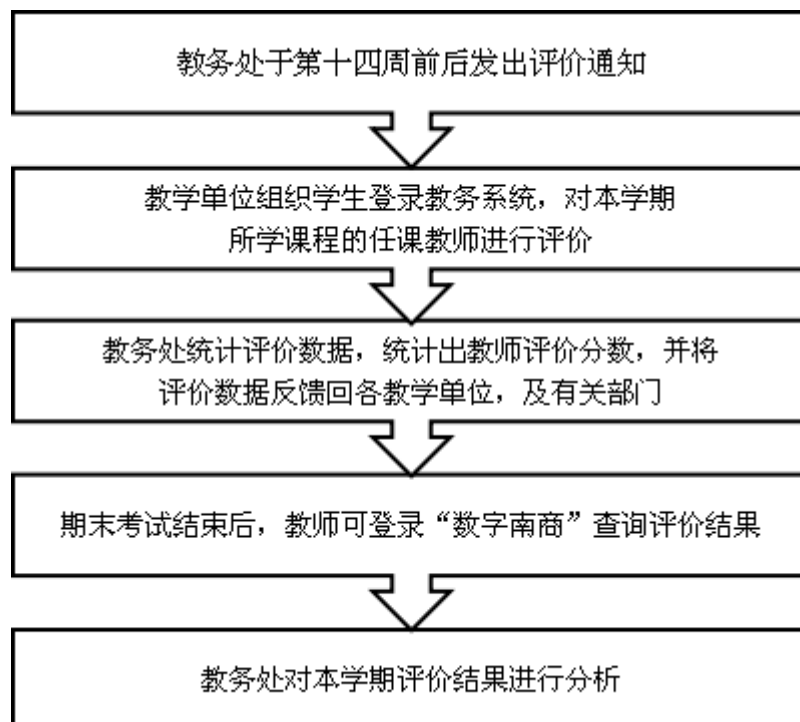 教务处于第十四周前后发出评价通知
教学单位组织学生登录教务系统，对本学期
所学课程的任课教师进行评价
教务处统计评价数据，统计出教师评价分数，并将
评价数据反馈回各教学单位，及有关部门
期末考试结束后，教师可登录“数字南商”查询评价结果
教务处对本学期评价结果进行分析